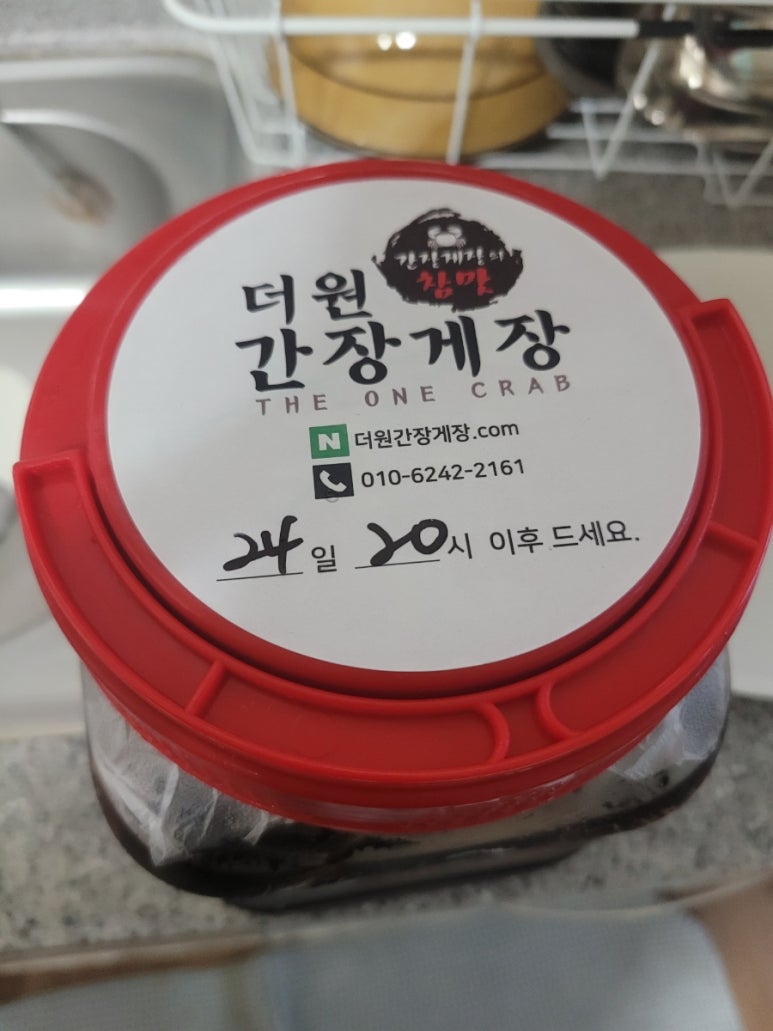 간장게장의
참맛
더원
간장게장
THE ONE CRAB
N 더원간장게장.com
010-6242-2161
24일 20시 이후 드세요.